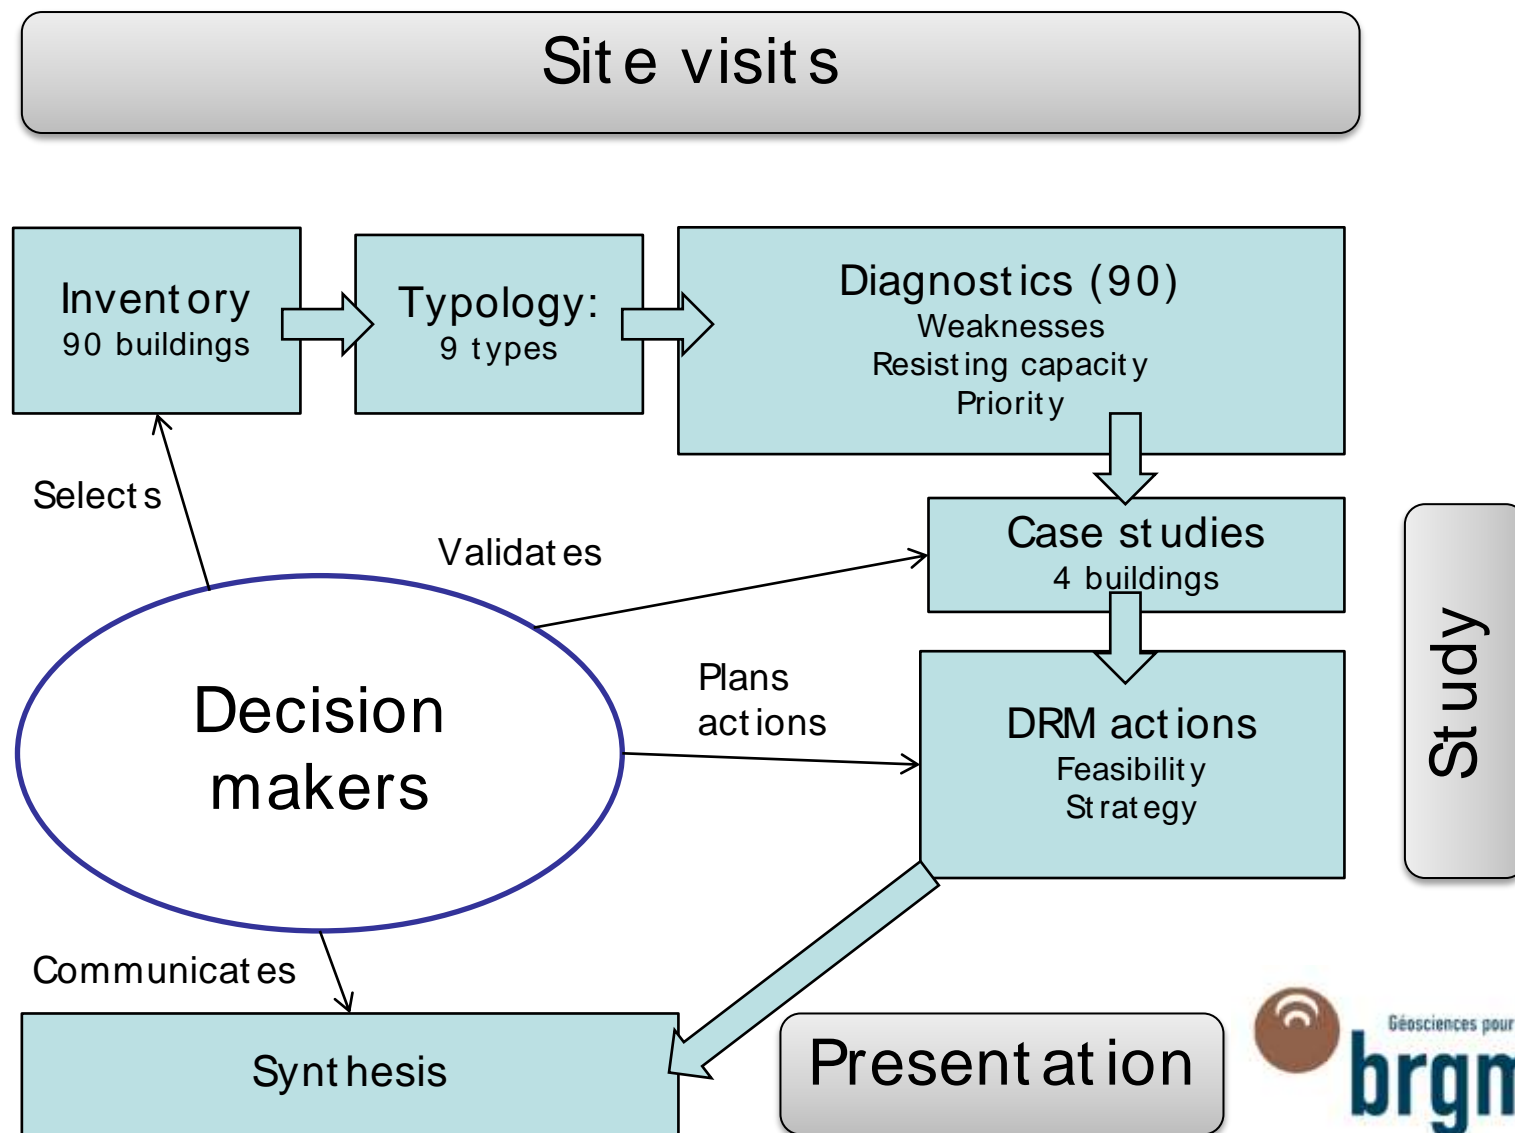 Site visits
Inventory
90 buildings
Typology:
9 types
Diagnostics (90)
Weaknesses
Resisting capacity
Priority
Selects
Validates
Case studies
4 buildings
Study
Decision
makers
Plans
actions
DRM actions
Feasibility
Strategy
Communicates
Synthesis
Presentation
Géosciences pour
brgm